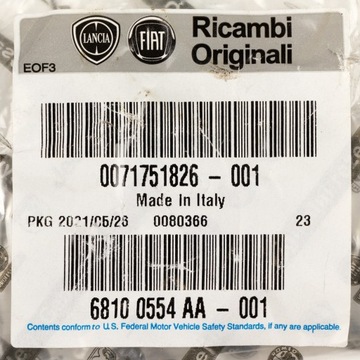 LANCIA
FIAT
Ricambi
Originali
EOF3
0071751826 - 001
Made In Italy
PKG 2021/05/26 0080366 23
6810 0554 AA - 001
Contents conform to U.S. Federal Motor Vehicle Safety Standards, if any are applicable